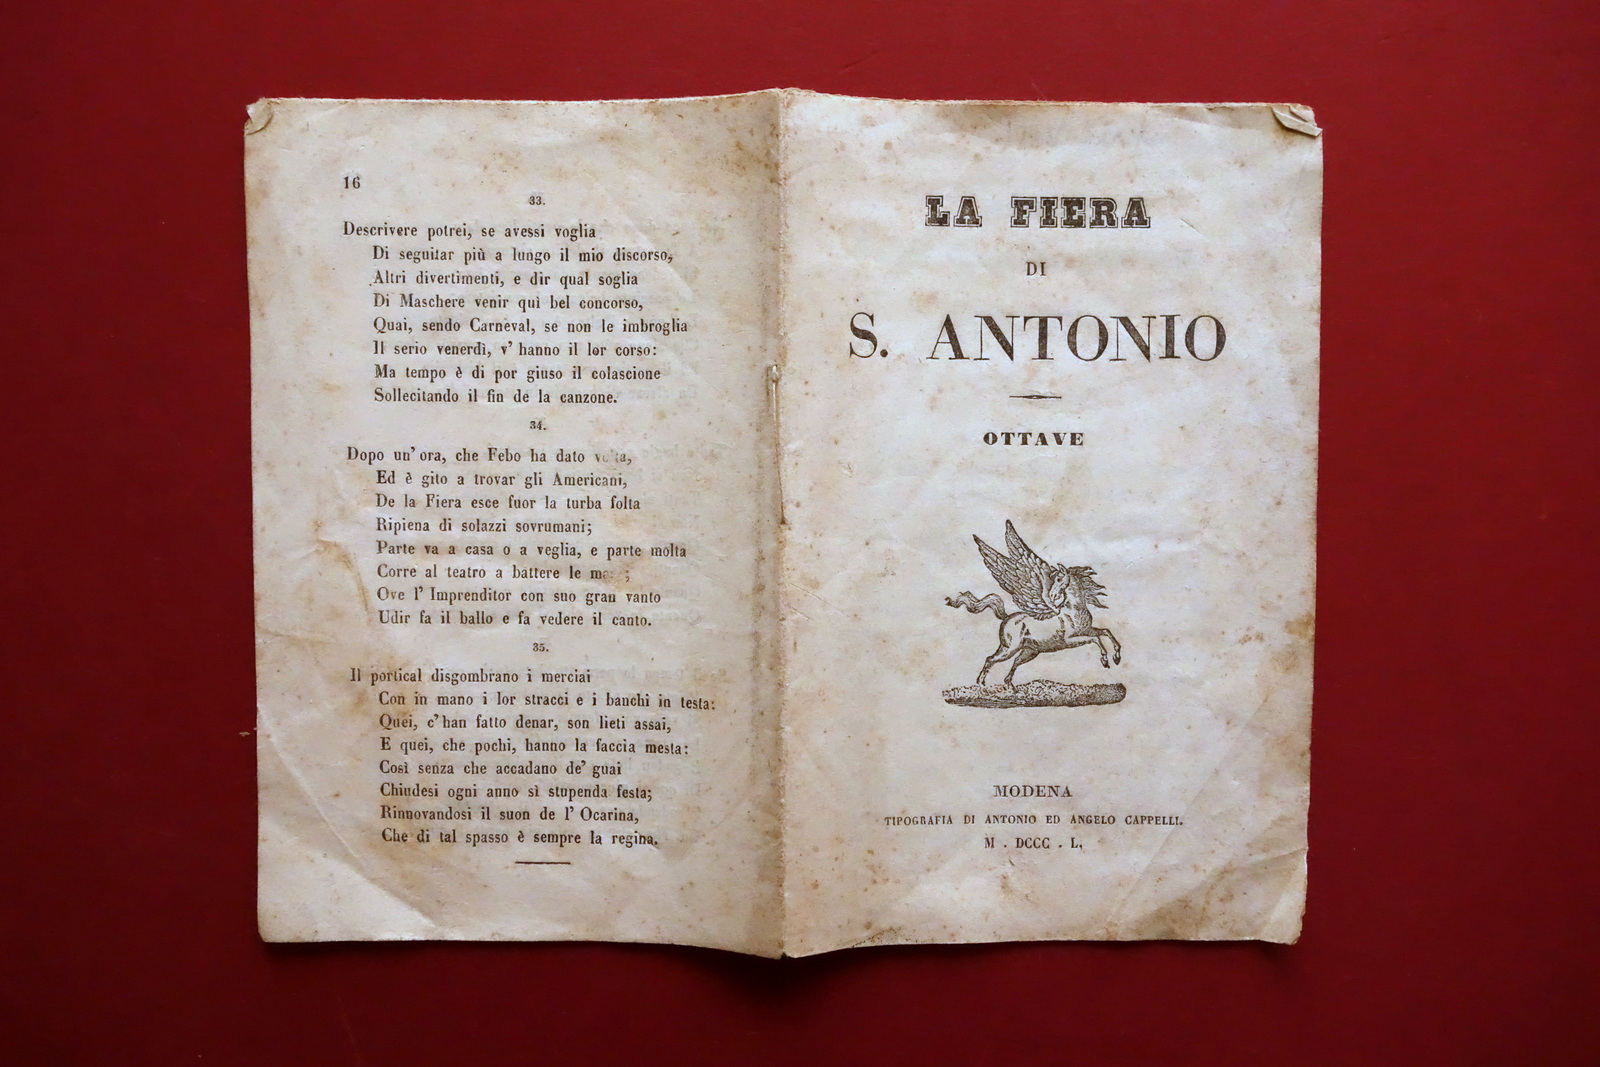 16
33.
Descrivere potrei, se avessi voglia
Di seguitar più a lungo il mio discorso,
Altri divertimenti, e dir qual soglia
Di Maschere venir quì bel concorso,
Quai, sendo Carneval, se non le imbroglia
Il serio venerdì, v' hanno il lor corso:
Ma tempo è di por giuso il colascione
Sollecitando il fin de la canzone.
34.
Dopo un' ora, che Febo ha dato
Ed è gito a trovar gli Americani,
De la Fiera esce fuor la turba folta
Ripiena di solazzi sovrumani;
Parte va a casa o a veglia, e parte molta
Corre al teatro a battere le
Ove l' Imprenditor con suo gran vanto
Udir fa il ballo e fa vedere il canto.
35.
Il portical disgombrano i merciai
Con in mano i lor stracci e i banchi in testa:
Quei, c' han fatto denar, son lieti assai,
E quei, che pochi, hanno la faccia mesta:
Così senza che accadano de' guai
Chiudesi ogni anno sì stupenda festa;
Rinnovandosi il suon de l' Ocarina,
Che di tal spasso è sempre la regina.
LA FIERA
DI
S. ANTONIO
OTTAVE
MODENA
TIPOGRAFIA DI ANTONIO ED ANGELO CAPPELLI.
M . DCCC . L.